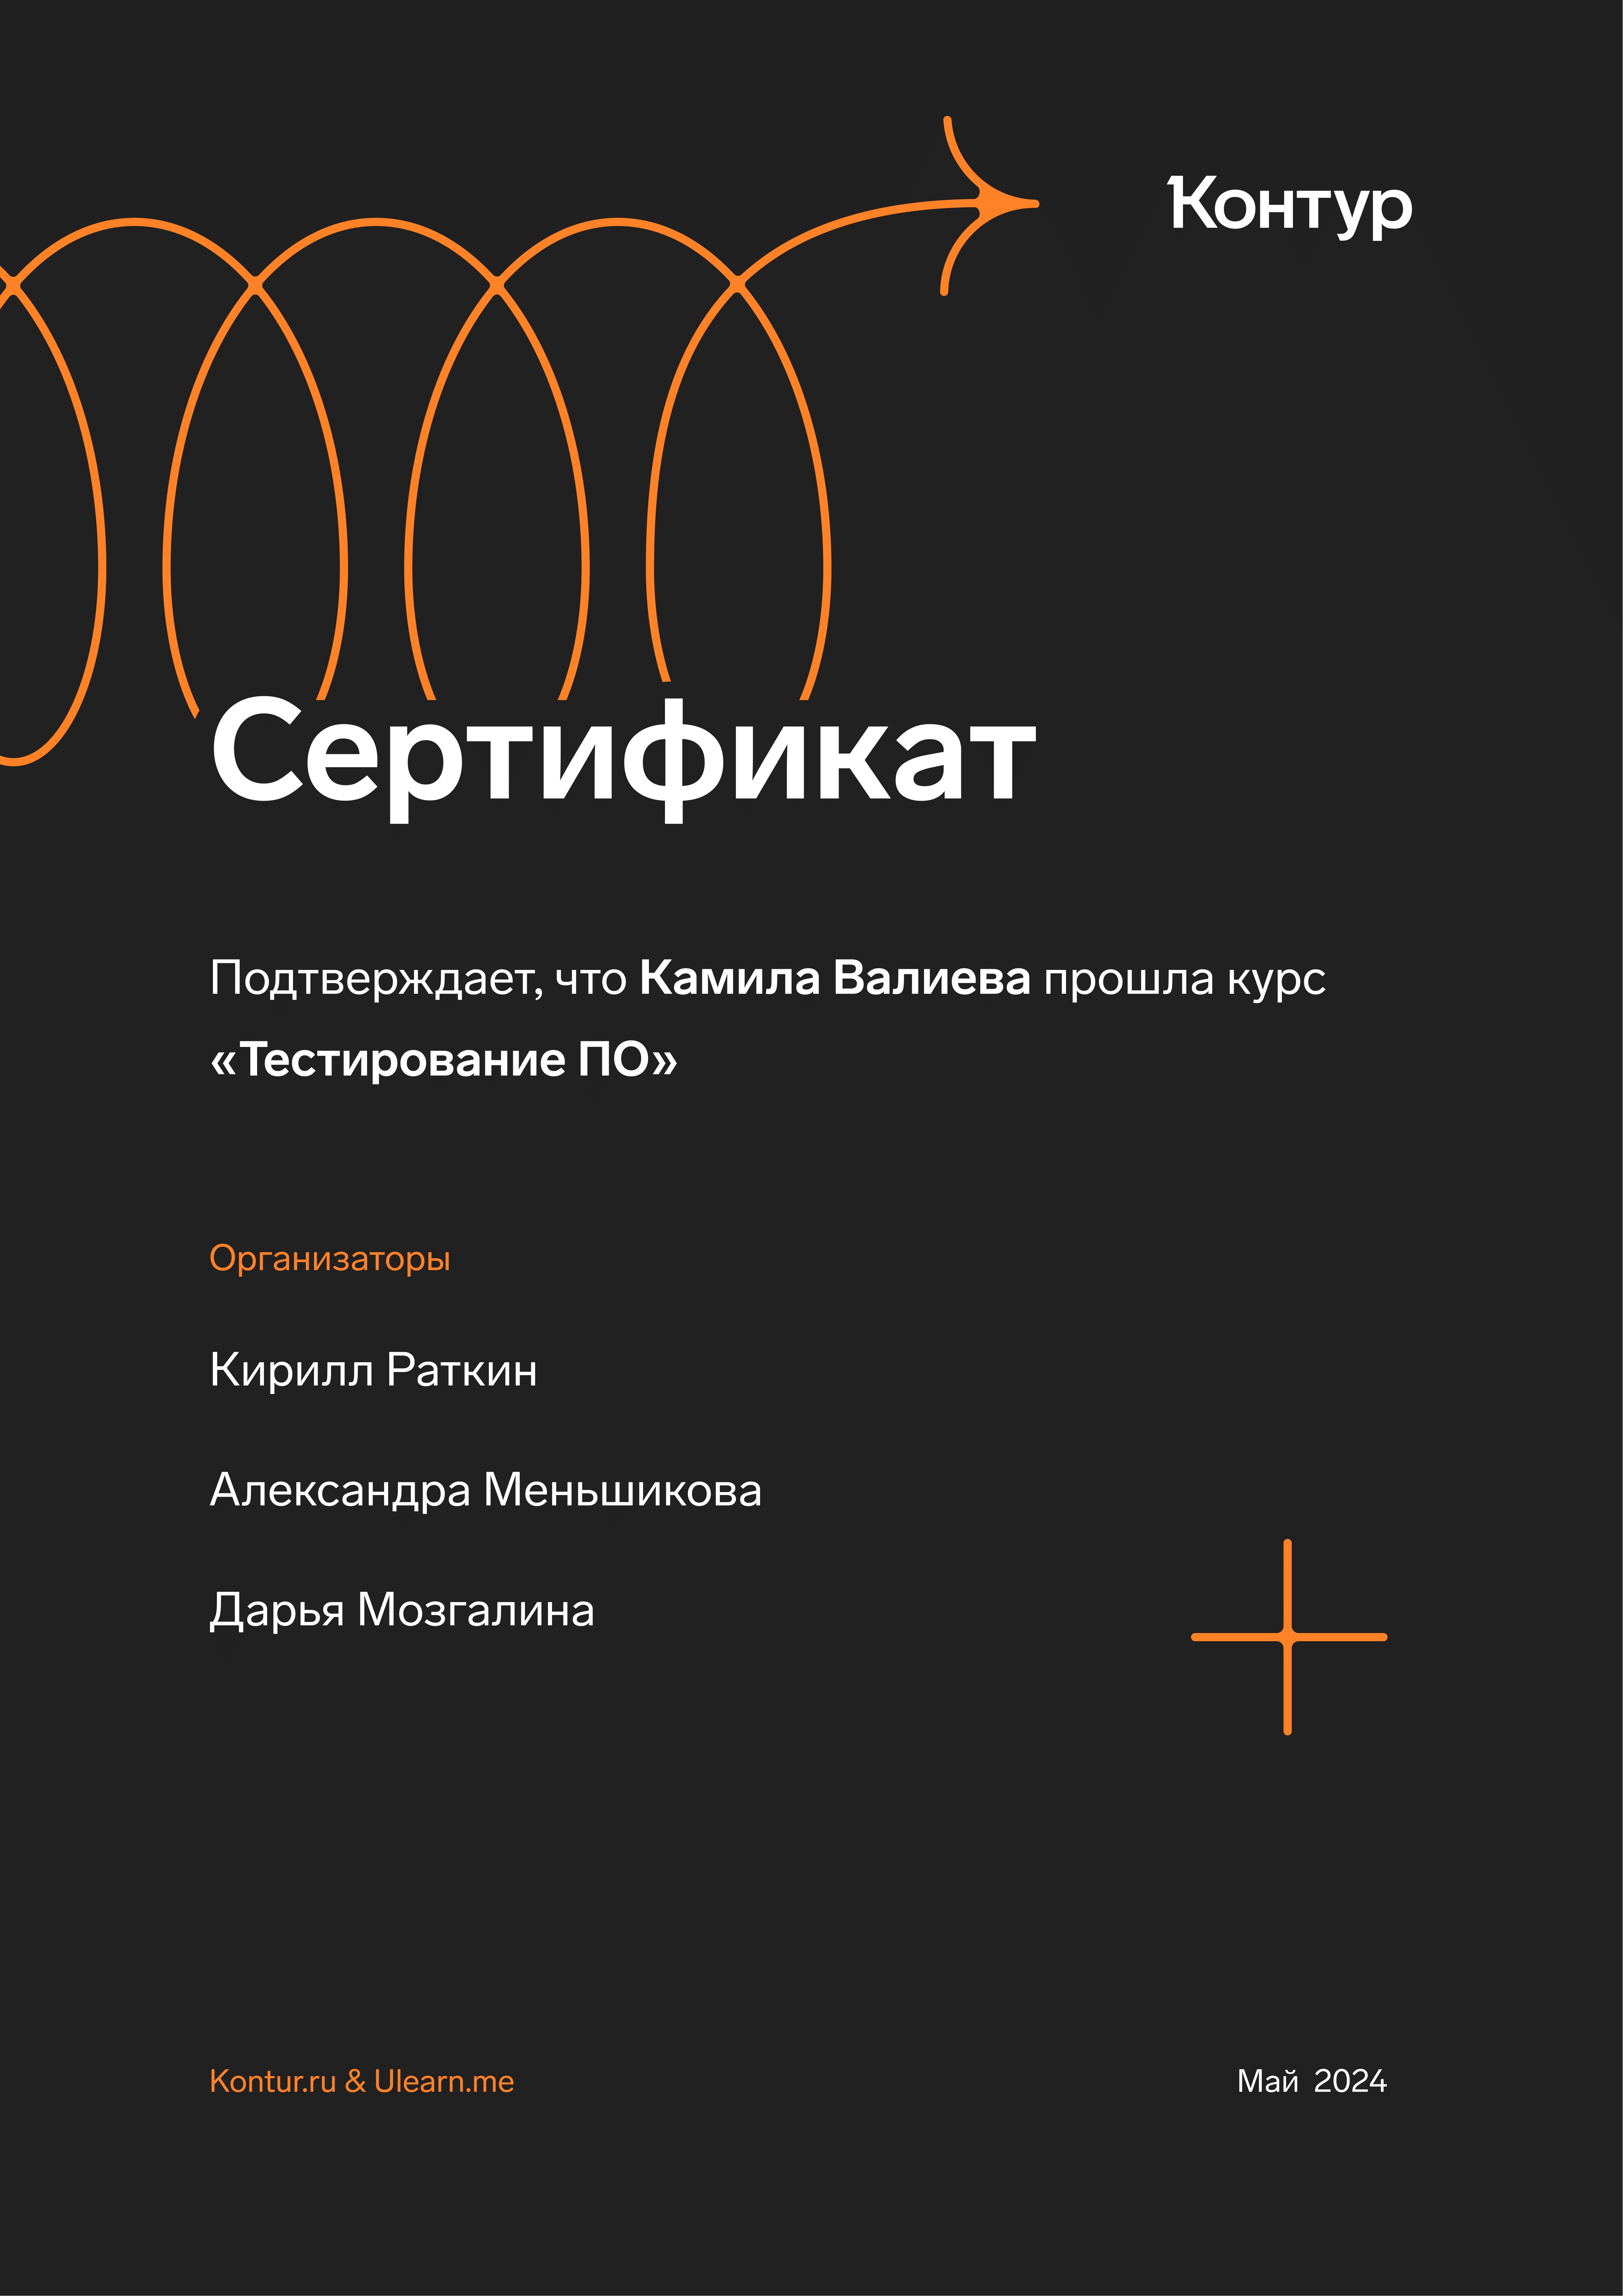 Контур
Сертификат
Подтверждает, что Камила Валиева прошла курс
«Тестирование ПО»
Организаторы
Кирилл Раткин
Александра Меньшикова
Дарья Мозгалина
Kontur.ru & Ulearn.me
Май 2024